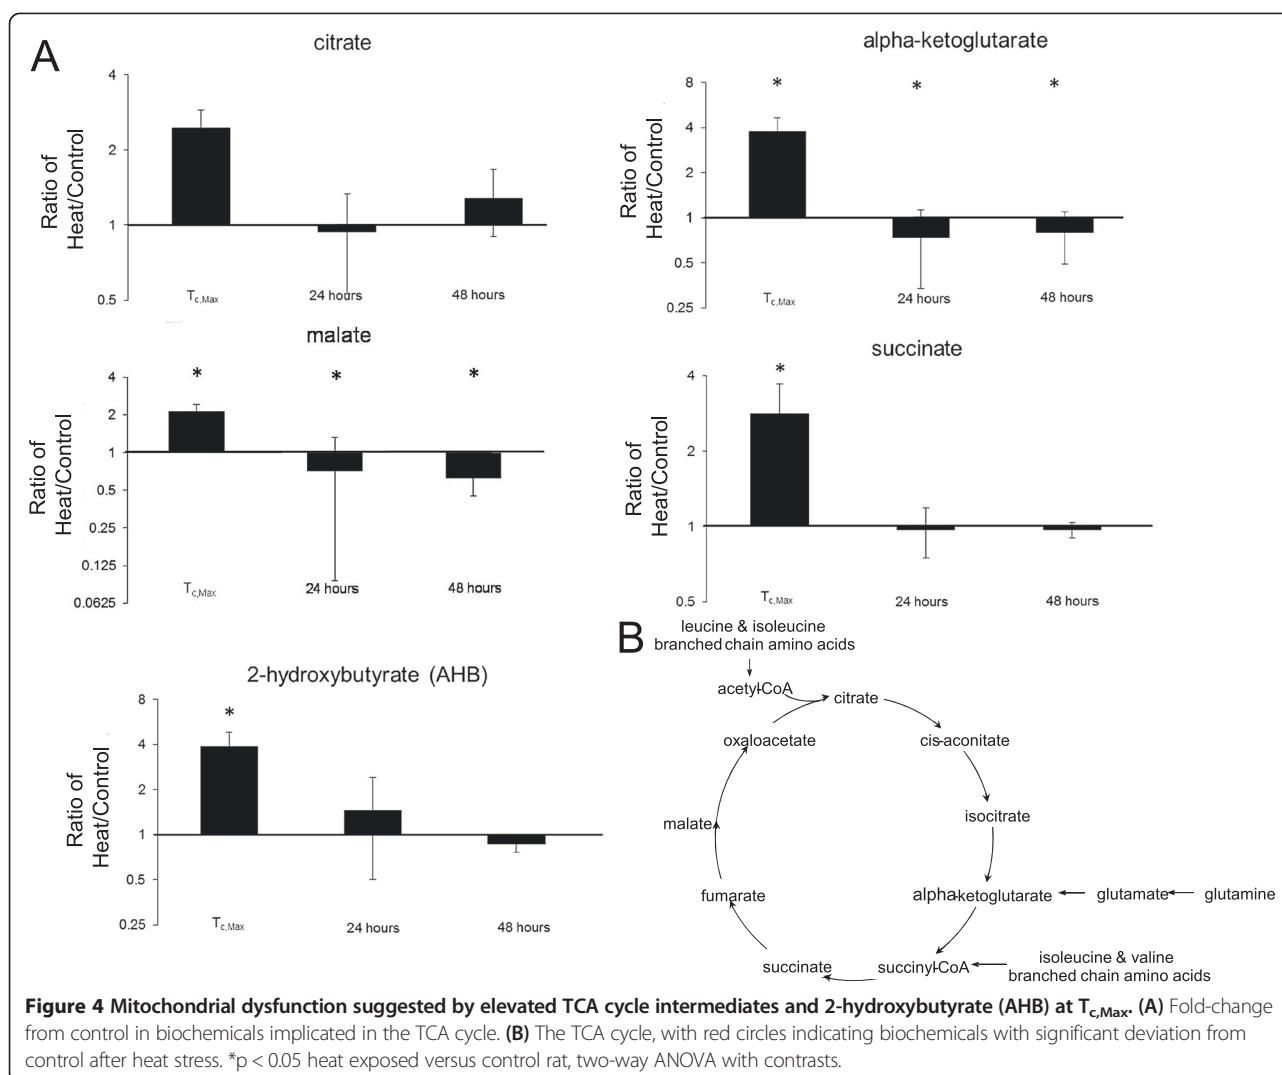 A
citrate
Ratio of
Heat/Control
4
2
1
0.5
Tc,Max
24 hours
48 hours
alpha-ketoglutarate
Ratio of
Heat/Control
8
4
2
1
0.5
0.25
*
*
*
Tc,Max
24 hours
48 hours
malate
Ratio of
Heat/Control
4
2
1
0.5
0.25
0.125
0.0625
*
*
*
Tc,Max
24 hours
48 hours
succinate
Ratio of
Heat/Control
4
2
1
0.5
*
Tc,Max
24 hours
48 hours
2-hydroxybutyrate (AHB)
Ratio of
Heat/Control
8
4
2
1
0.5
0.25
*
Tc,Max
24 hours
48 hours
B
leucine & isoleucine
branched chain amino acids
acetyl-CoA
citrate
oxaloacetate
cis-aconitate
malate
isocitrate
fumarate
alpha-ketoglutarate
glutamate
glutamine
succinate
succinyl-CoA
isoleucine & valine
branched chain amino acids
Figure 4 Mitochondrial dysfunction suggested by elevated TCA cycle intermediates and 2-hydroxybutyrate (AHB) at Tc,Max. (A) Fold-change
from control in biochemicals implicated in the TCA cycle. (B) The TCA cycle, with red circles indicating biochemicals with significant deviation from
control after heat stress. *p < 0.05 heat exposed versus control rat, two-way ANOVA with contrasts.